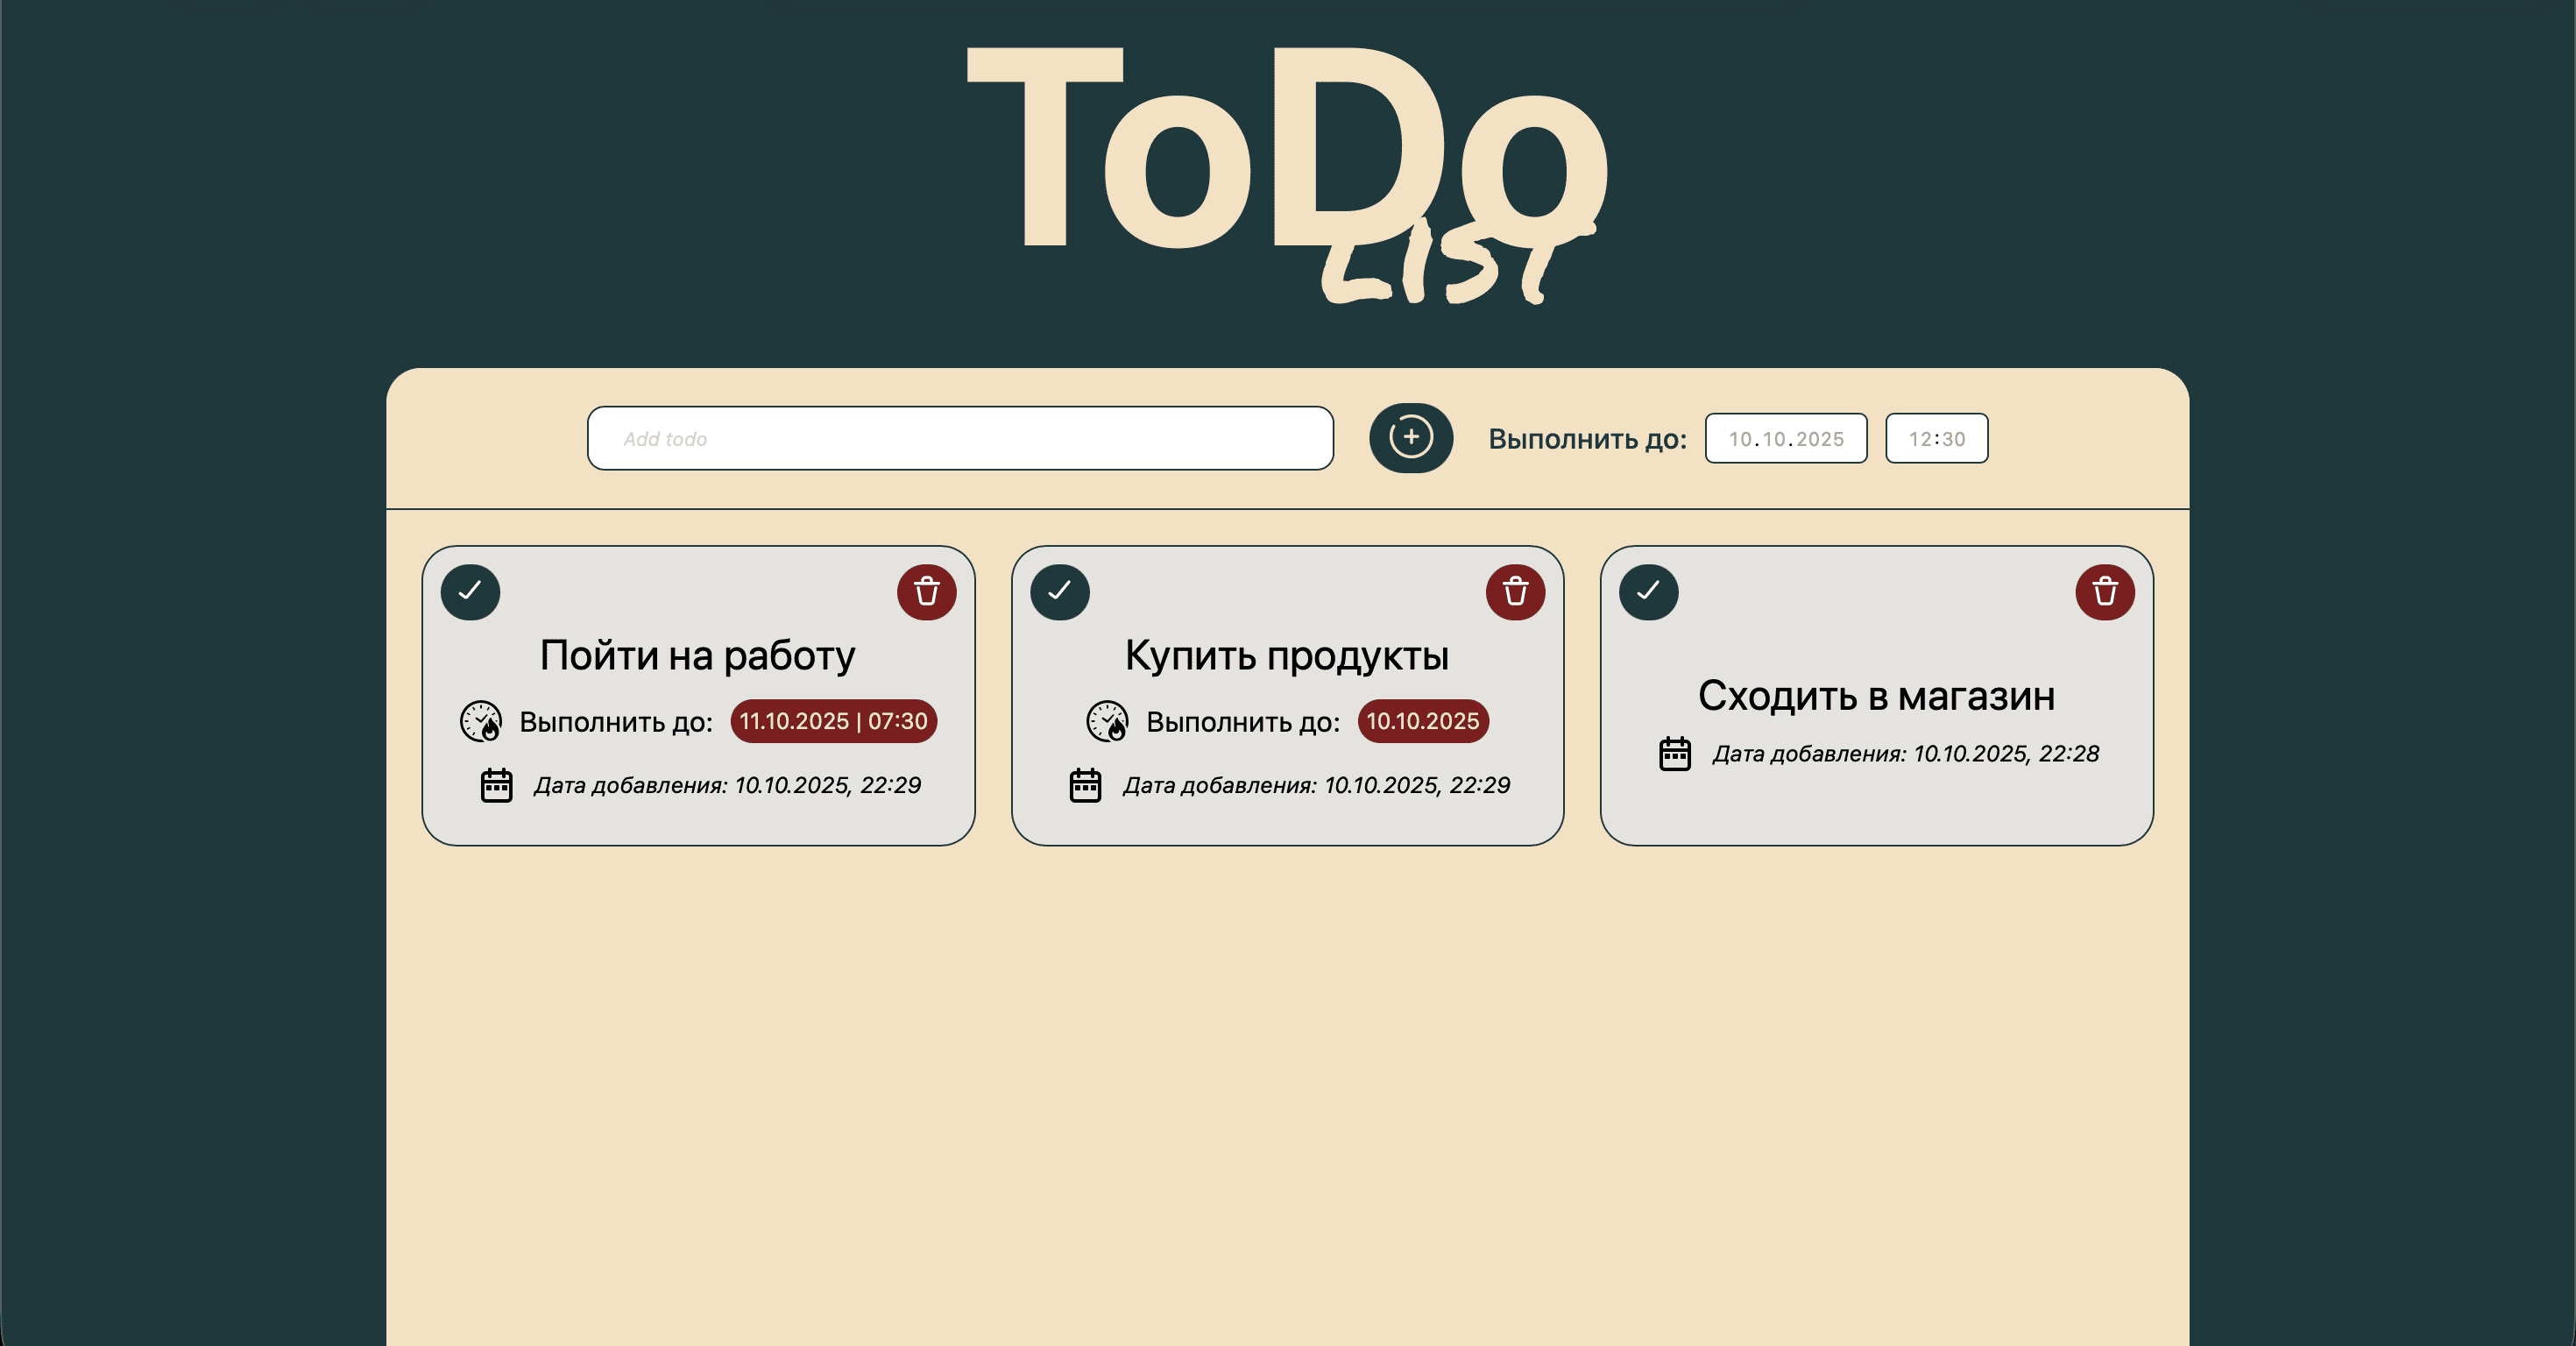 ToDo
LIST
Add todo
Выполнить до: 10.10.2025 12:30
Пойти на работу
Выполнить до: 11.10.2025 | 07:30
Дата добавления: 10.10.2025, 22:29
Купить продукты
Выполнить до: 10.10.2025
Дата добавления: 10.10.2025, 22:29
Сходить в магазин
Дата добавления: 10.10.2025, 22:28